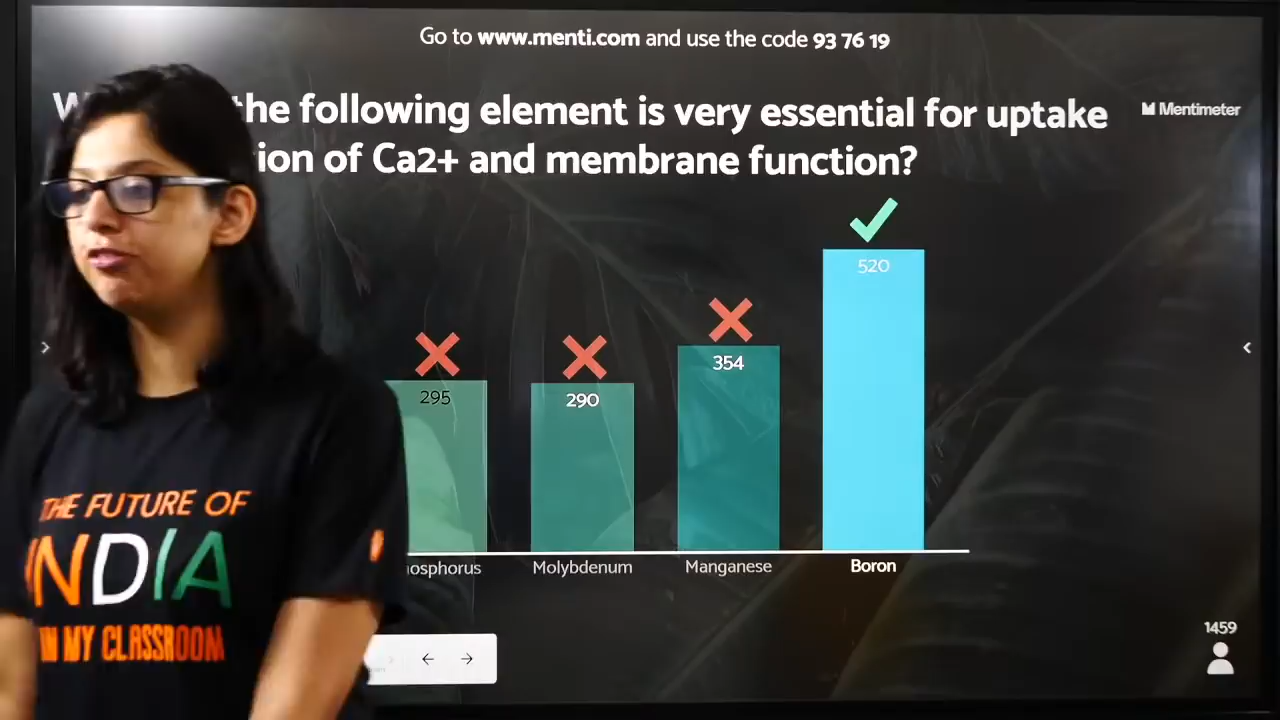 Go to www.menti.com and use the code 93 76 19
the following element is very essential for uptake
Mentimeter
ion of Ca2+ and membrane function?
520
354
295
290
osphorus
Molybdenum
Manganese
Boron
THE FUTURE OF
INDIA
IN MY CLASSROOM
1459